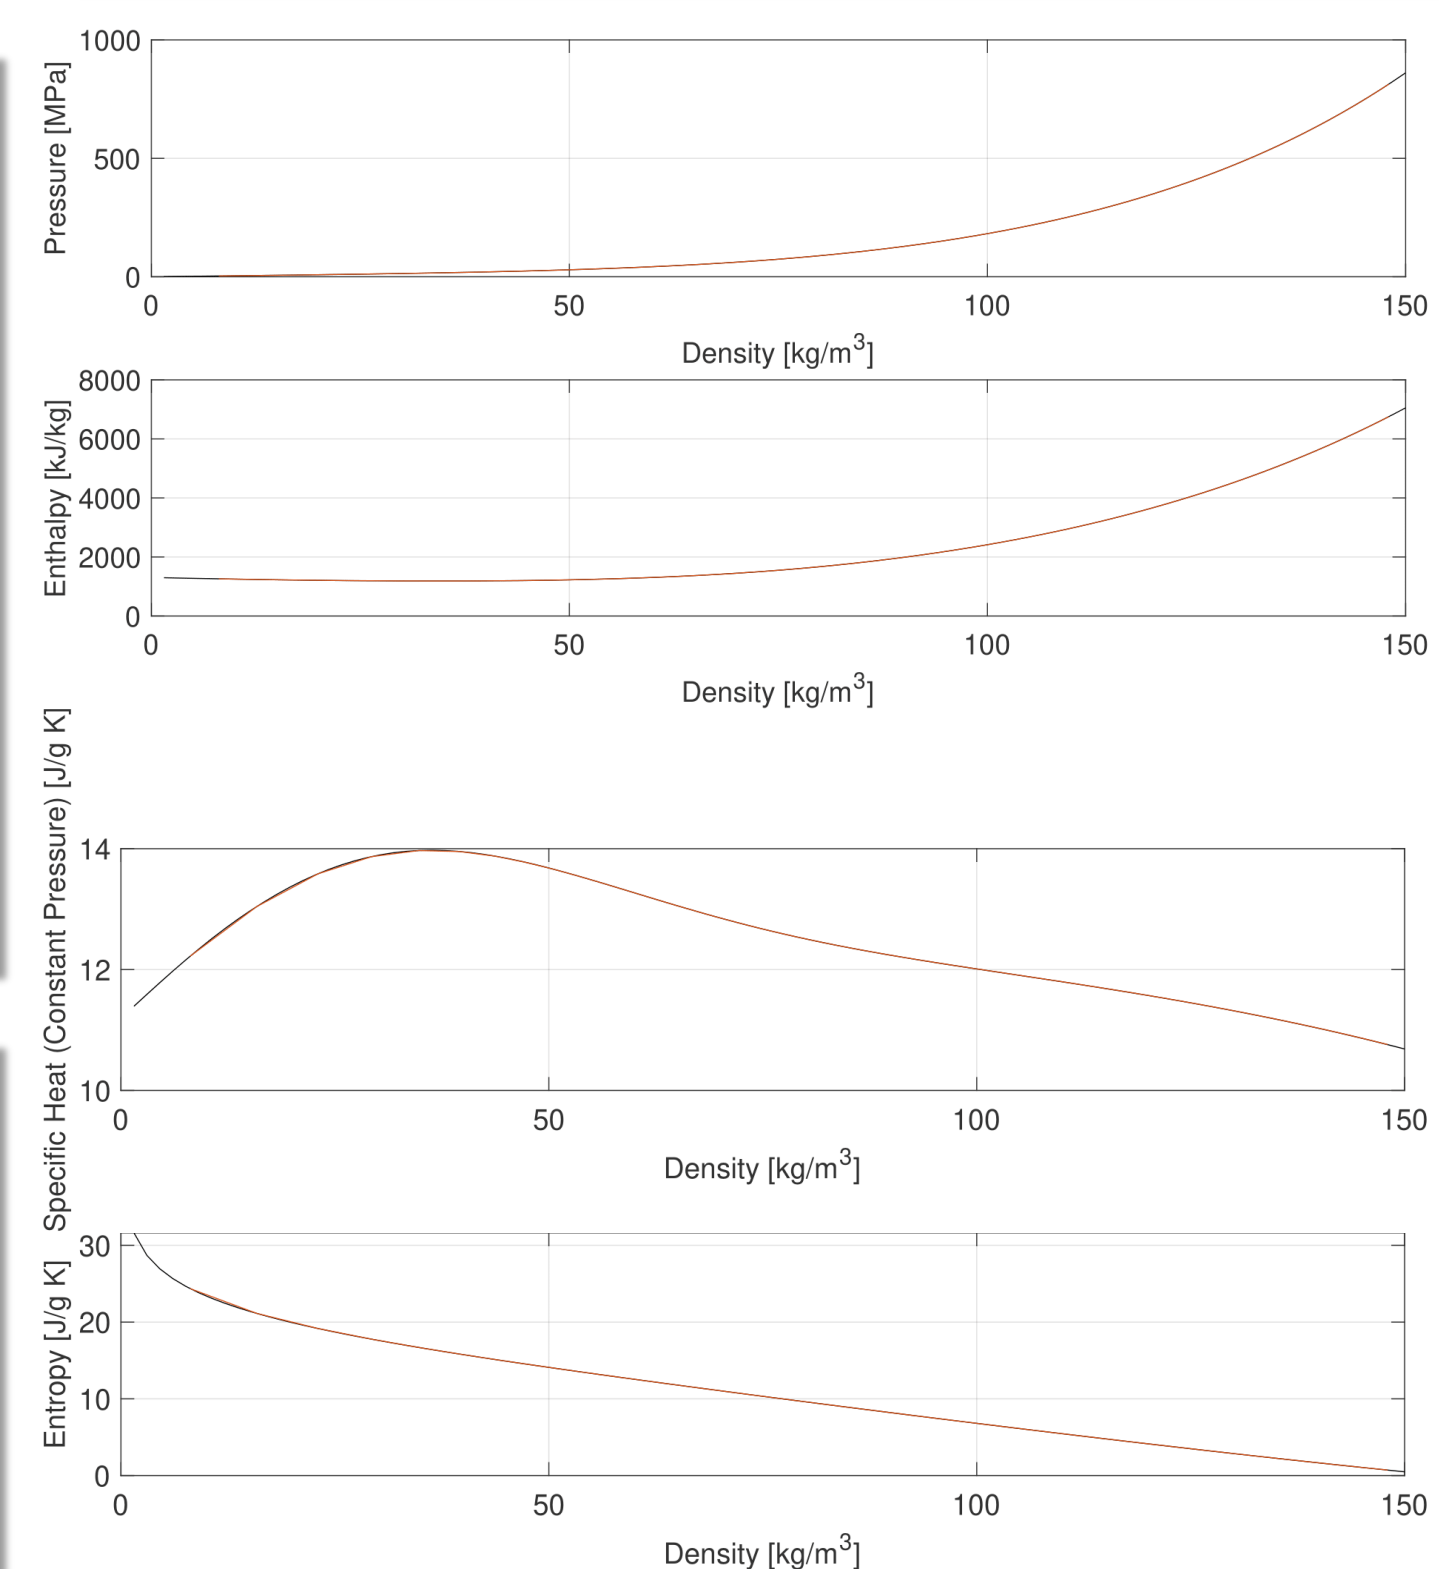 1000
500
0
Pressure [MPa]
0 50 100 150
Density [kg/m³]
8000
6000
4000
2000
0
Enthalpy [kJ/kg]
0 50 100 150
Density [kg/m³]
Specific Heat (Constant Pressure) [J/g K]
14
12
10
0 50 100 150
Density [kg/m³]
Entropy [J/g K]
30
20
10
0
0 50 100 150
Density [kg/m³]